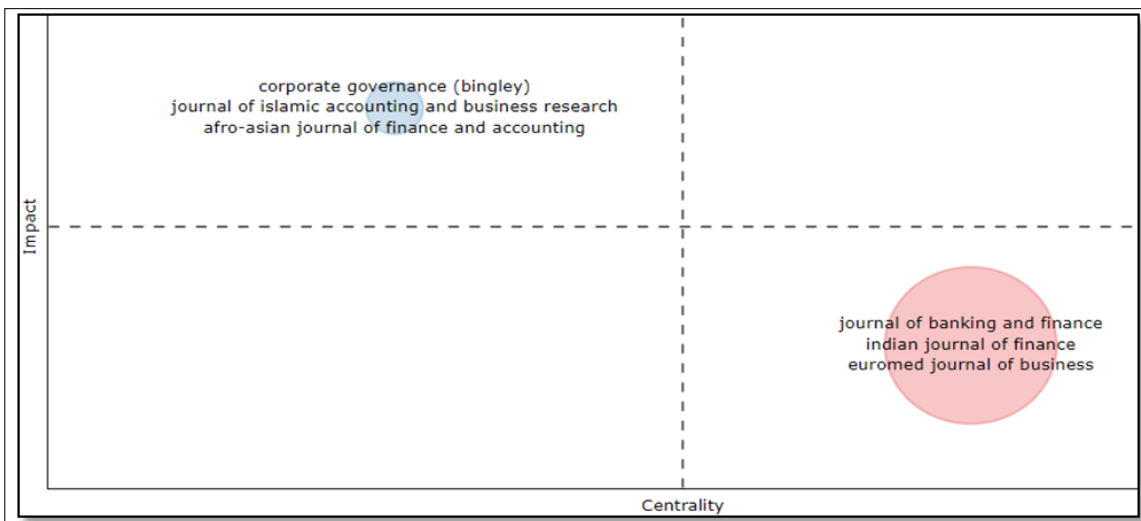 corporate governance (bingley)
journal of islamic accounting and business research
afro-asian journal of finance and accounting
Impact
journal of banking and finance
indian journal of finance
euromed journal of business
Centrality